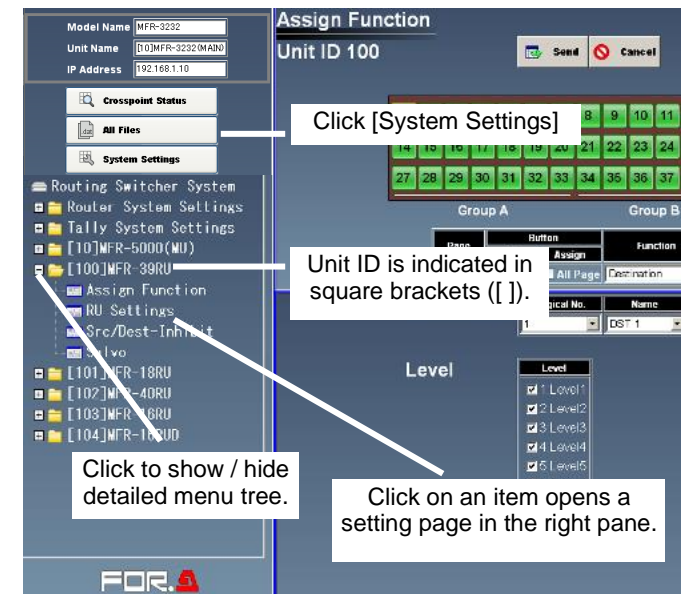 Model Name MFR-3232
Unit Name [10]MFR-3232(MAIN)
IP Address 192.168.1.10
Crosspoint Status
All Files
System Settings
Routing Switcher System
Router System Settings
Tally System Settings
[10]MFR-5000(MU)
[100]MFR-39RU
Assign Function
RU Settings
Src/Dest-Inhibit
Salvo
[101]MFR-18RU
[102]MFR-40RU
[103]MFR-16RU
[104]MFR-16RUD
Click to show / hide
detailed menu tree.
FOR.A
Assign Function
Unit ID 100
Send
Cancel
Click [System Settings]
8 9 10 11
14 15 16 17 18 19 20 21 22 23 24
27 28 29 30 31 32 33 34 35 36 37
Group A
Group B
Page
Button
Assign
Function
All Page
Destination
Unit ID is indicated in
square brackets ([ ]).
Name
1
DST 1
Level
Level
1 Level1
2 Level2
3 Level3
4 Level4
5 Level5
Click on an item opens a
setting page in the right pane.